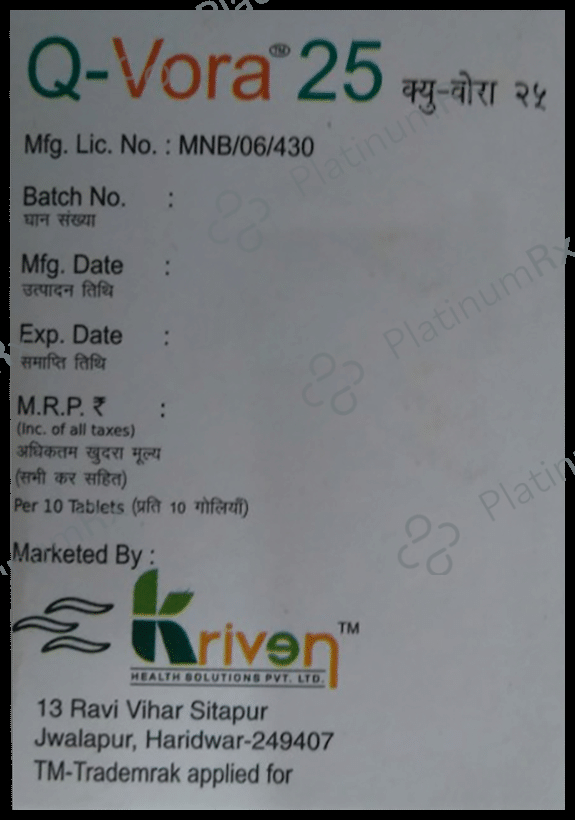 Q-Vora™ 25 क्यु-वोरा २५
Mfg. Lic. No. : MNB/06/430
Batch No. :
घान संख्या
Mfg. Date :
उत्पादन तिथि
Exp. Date :
समाप्ति तिथि
M.R.P. ₹ :
(Inc. of all taxes)
अधिकतम खुदरा मूल्य
(सभी कर सहित)
Per 10 Tablets (प्रति 10 गोलियाँ)
Marketed By :
Kriven™
HEALTH SOLUTIONS PVT. LTD.
13 Ravi Vihar Sitapur
Jwalapur, Haridwar-249407
TM-Trademrak applied for
PlatinumRx
PlatinumRx